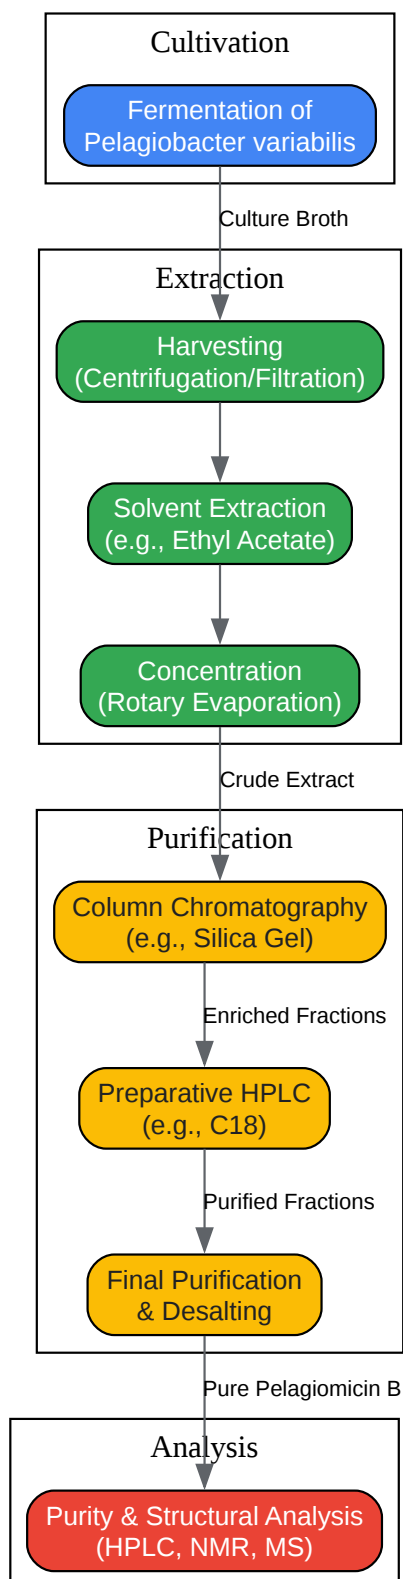 Cultivation
Fermentation of
Pelagiobacter variabilis
Culture Broth
Extraction
Harvesting
(Centrifugation/Filtration)
Solvent Extraction
(e.g., Ethyl Acetate)
Concentration
(Rotary Evaporation)
Crude Extract
Purification
Column Chromatography
(e.g., Silica Gel)
Enriched Fractions
Preparative HPLC
(e.g., C18)
Purified Fractions
Final Purification
& Desalting
Pure Pelagiomicin B
Analysis
Purity & Structural Analysis
(HPLC, NMR, MS)